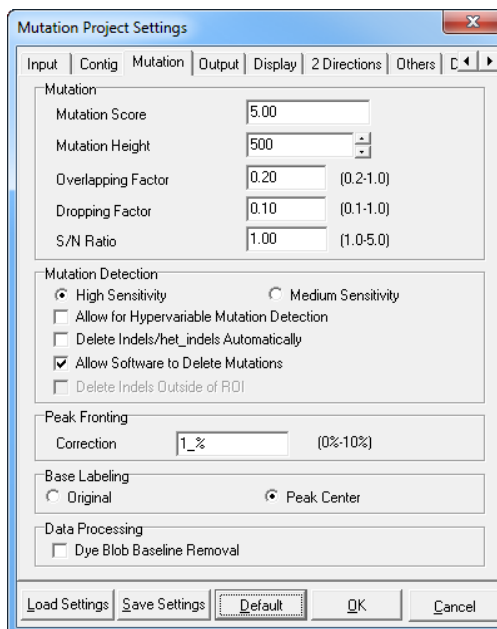 Mutation Project Settings
Input Contig Mutation Output Display 2 Directions Others D
Mutation
Mutation Score 5.00
Mutation Height 500
Overlapping Factor 0.20 (0.2-1.0)
Dropping Factor 0.10 (0.1-1.0)
S/N Ratio 1.00 (1.0-5.0)
Mutation Detection
High Sensitivity Medium Sensitivity
Allow for Hypervariable Mutation Detection
Delete Indels/het_indels Automatically
Allow Software to Delete Mutations
Delete Indels Outside of ROI
Peak Fronting
Correction 1_% (0%-10%)
Base Labeling
Original Peak Center
Data Processing
Dye Blob Baseline Removal
Load Settings Save Settings Default OK Cancel